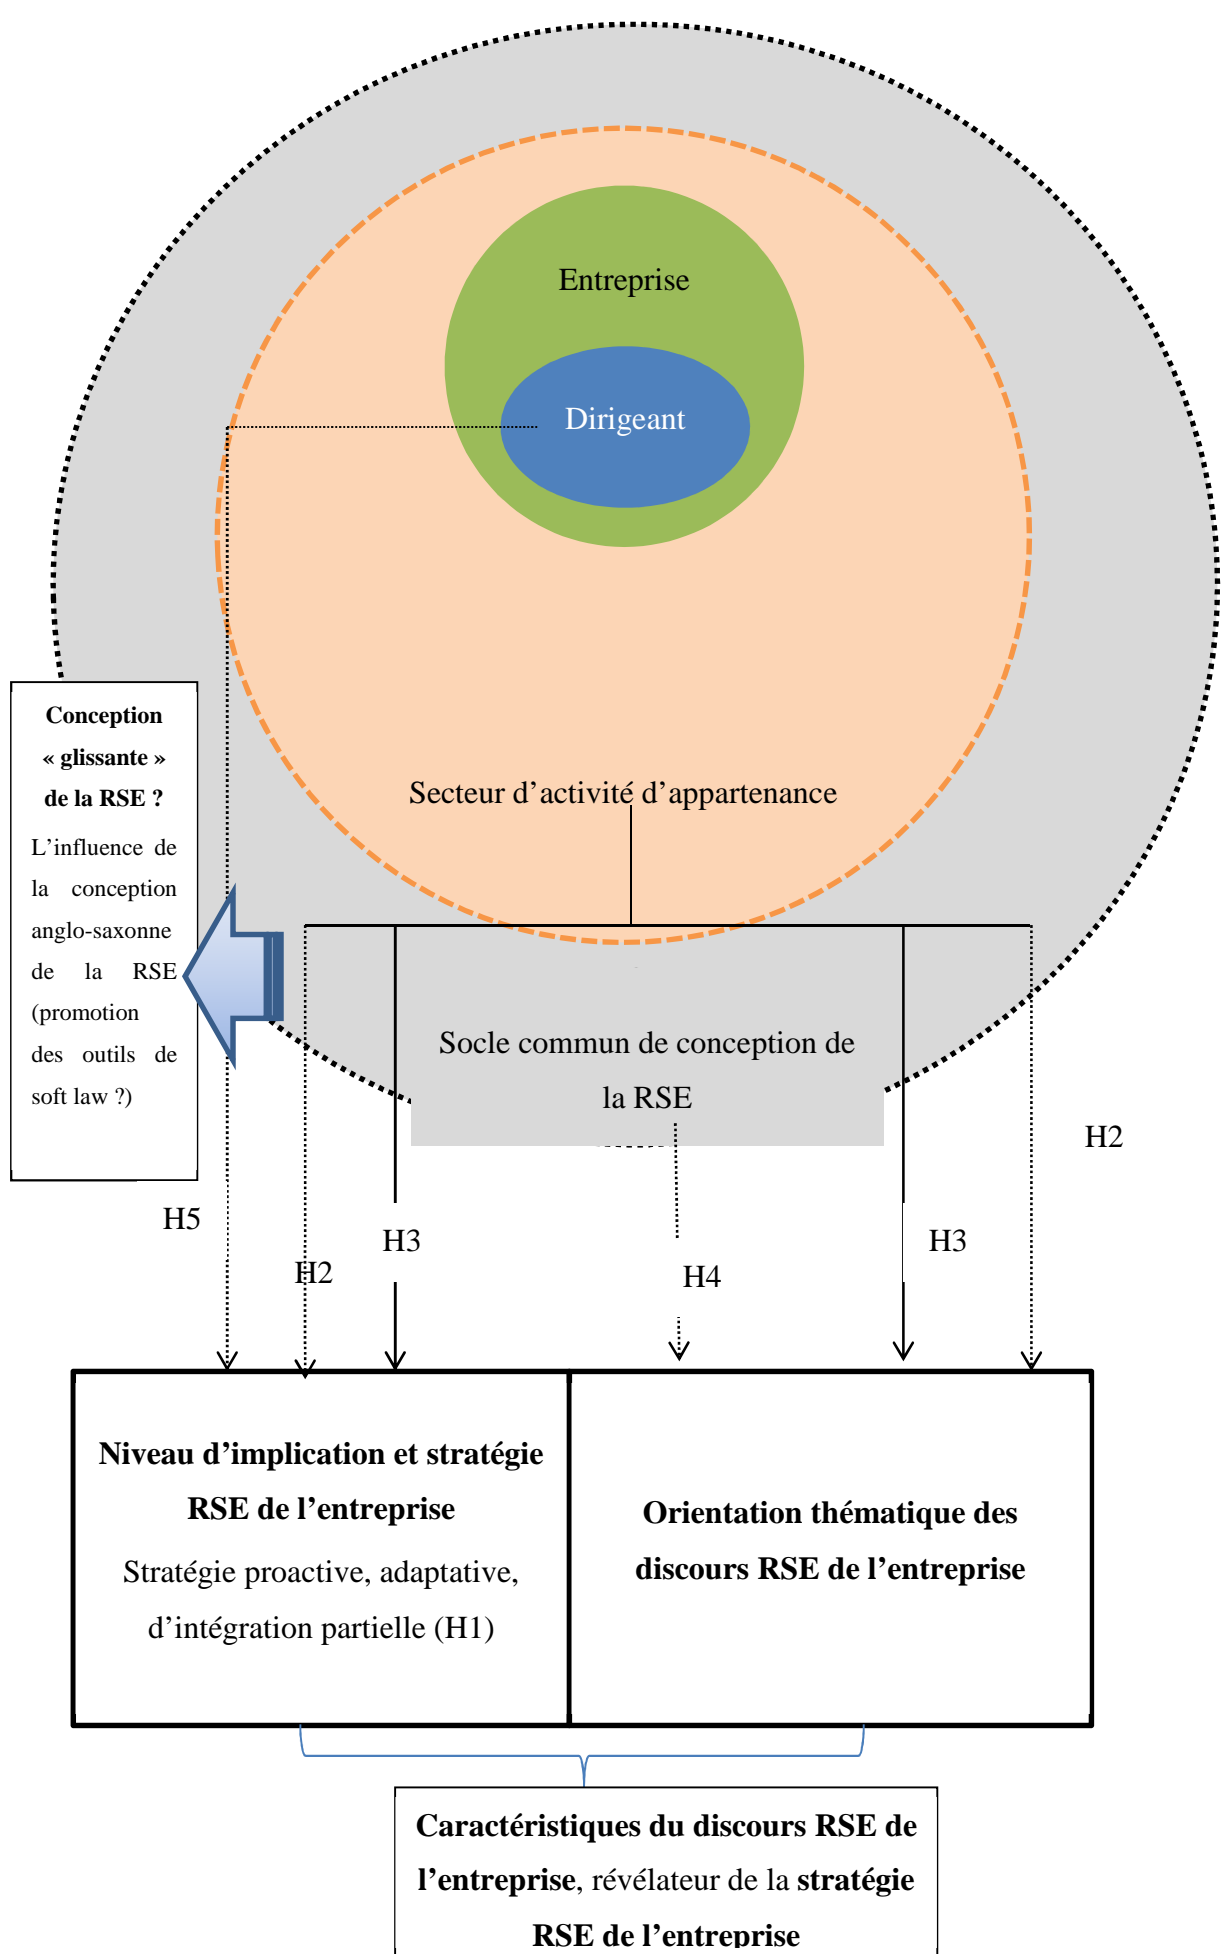 Entreprise
Dirigeant
Secteur d’activité d’appartenance
Conception
« glissante »
de la RSE ?
L’influence de
la conception
anglo-saxonne
de la RSE
(promotion
des outils de
soft law ?)
Socle commun de conception de
la RSE
H2
H5
H3
H3
H2
H4
Niveau d’implication et stratégie
RSE de l’entreprise
Stratégie proactive, adaptative,
d’intégration partielle (H1)
Orientation thématique des
discours RSE de l’entreprise
Caractéristiques du discours RSE de
l’entreprise, révélateur de la stratégie
RSE de l’entreprise